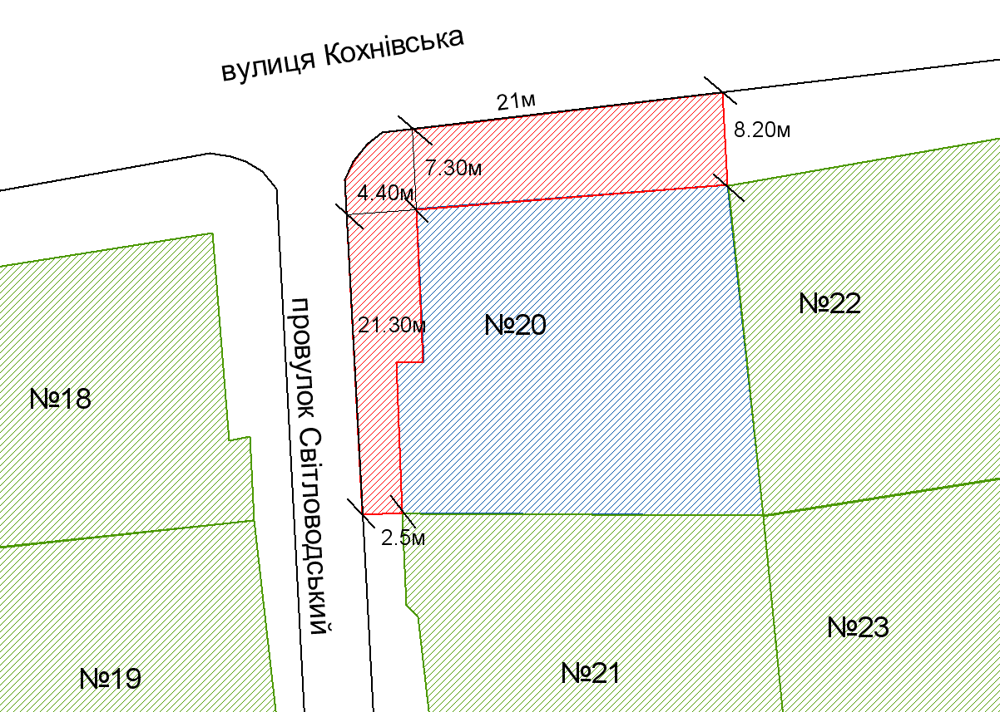 вулиця Кохнівська
21м
8.20м
7.30м
4.40м
21.30м
№20
№22
провулок Світловодський
№18
2.5м
№23
№21
№19